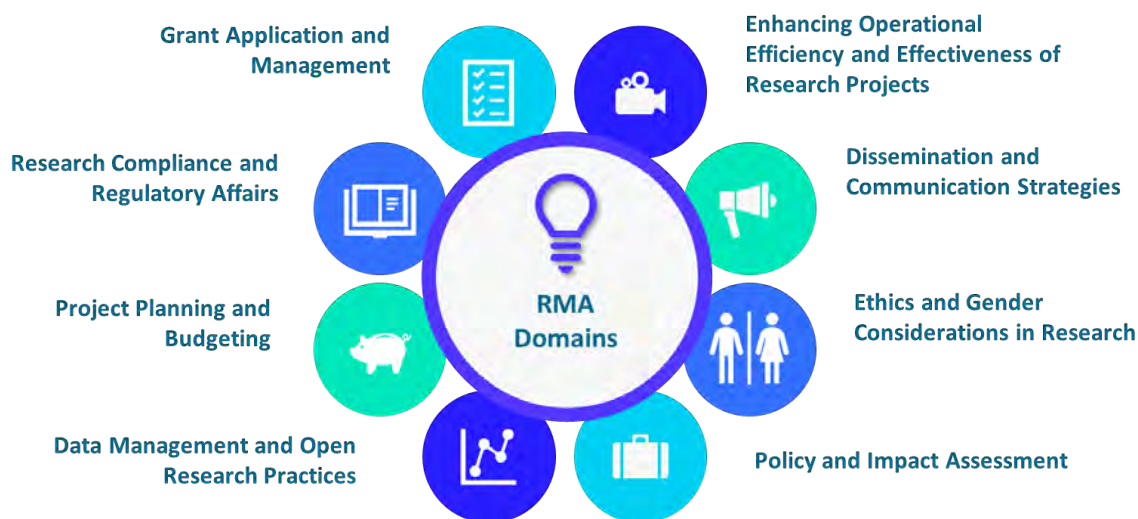 Grant Application and
Management
Enhancing Operational
Efficiency and Effectiveness of
Research Projects
Research Compliance and
Regulatory Affairs
Dissemination and
Communication Strategies
RMA
Domains
Project Planning and
Budgeting
Ethics and Gender
Considerations in Research
Data Management and Open
Research Practices
Policy and Impact Assessment